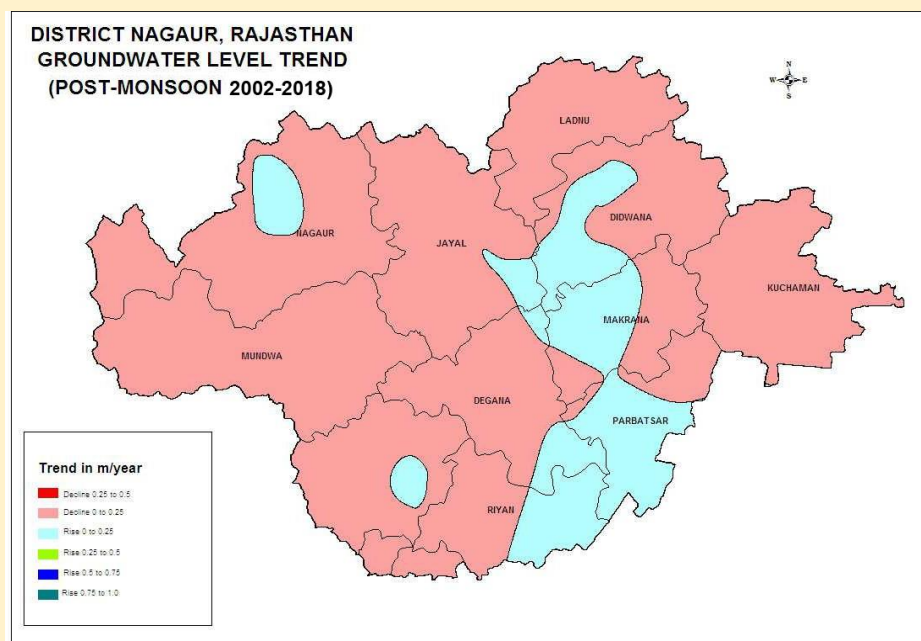 DISTRICT NAGAUR, RAJASTHAN
GROUNDWATER LEVEL TREND
(POST-MONSOON 2002-2018)
N
W E
S
LADNU
DIDWANA
NAGAUR
JAYAL
KUCHAMAN
MAKRANA
MUNDWA
DEGANA
PARBATSAR
RIYAN
Trend in m/year
Decline 0.25 to 0.5
Decline 0 to 0.25
Rise 0 to 0.25
Rise 0.25 to 0.5
Rise 0.5 to 0.75
Rise 0.75 to 1.0